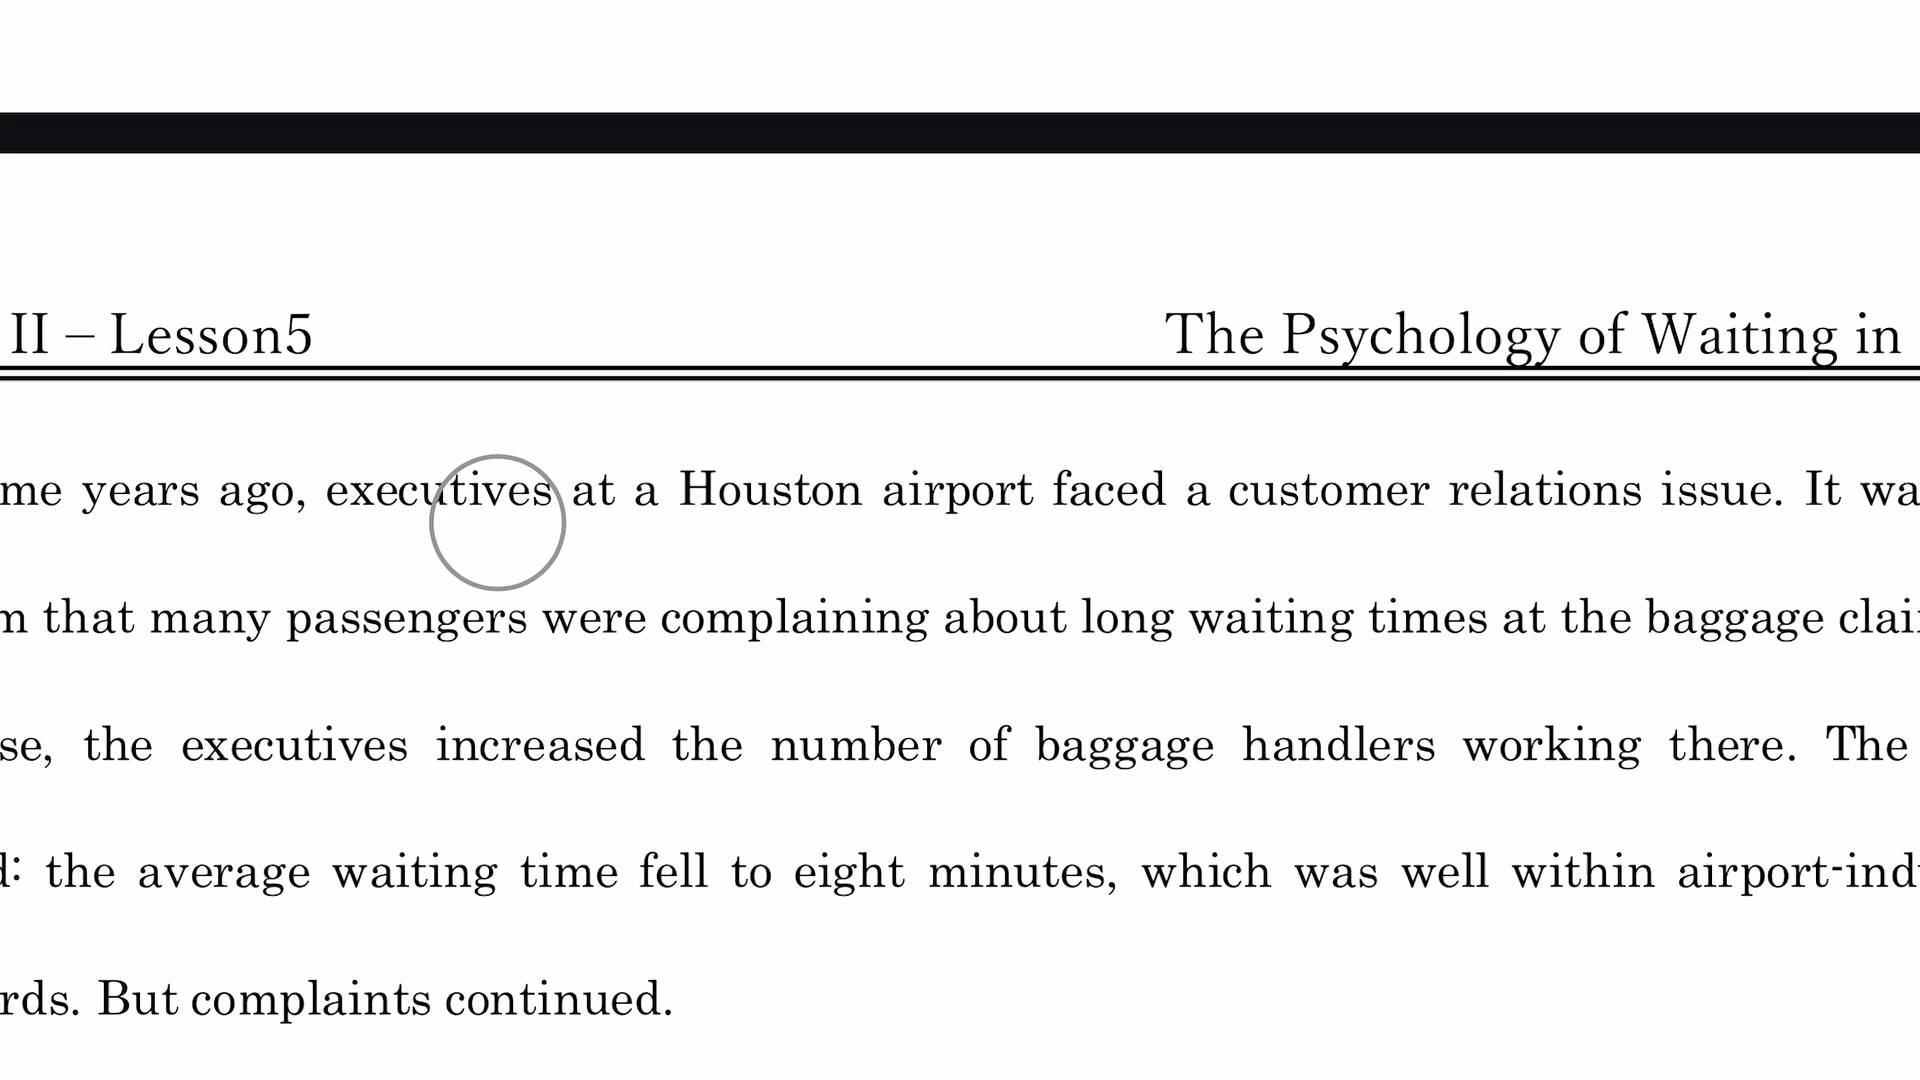 II – Lesson5 The Psychology of Waiting in
me years ago, executives at a Houston airport faced a customer relations issue. It wa
m that many passengers were complaining about long waiting times at the baggage clai
se, the executives increased the number of baggage handlers working there. The
d: the average waiting time fell to eight minutes, which was well within airport-ind
rds. But complaints continued.